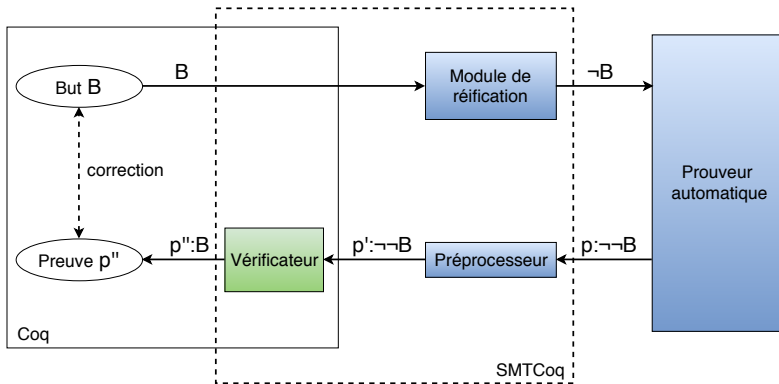 But B
B
Module de
réification
¬B
Prouveur
automatique
correction
Preuve p"
p":B
Vérificateur
p':¬¬B
Préprocesseur
p:¬¬B
Coq
SMTCoq